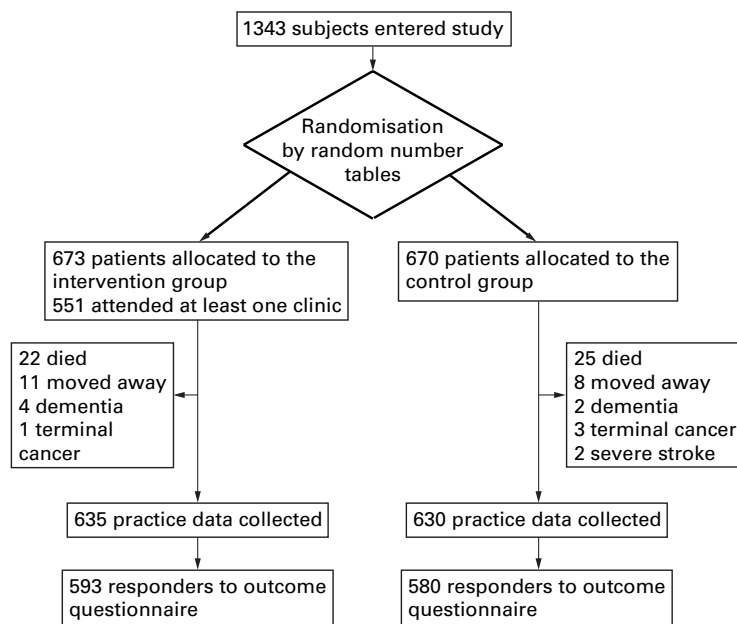 1343 subjects entered study
Randomisation
by random number
tables
673 patients allocated to the
intervention group
551 attended at least one clinic
670 patients allocated to the
control group
22 died
11 moved away
4 dementia
1 terminal
cancer
25 died
8 moved away
2 dementia
3 terminal cancer
2 severe stroke
635 practice data collected
630 practice data collected
593 responders to outcome
questionnaire
580 responders to outcome
questionnaire